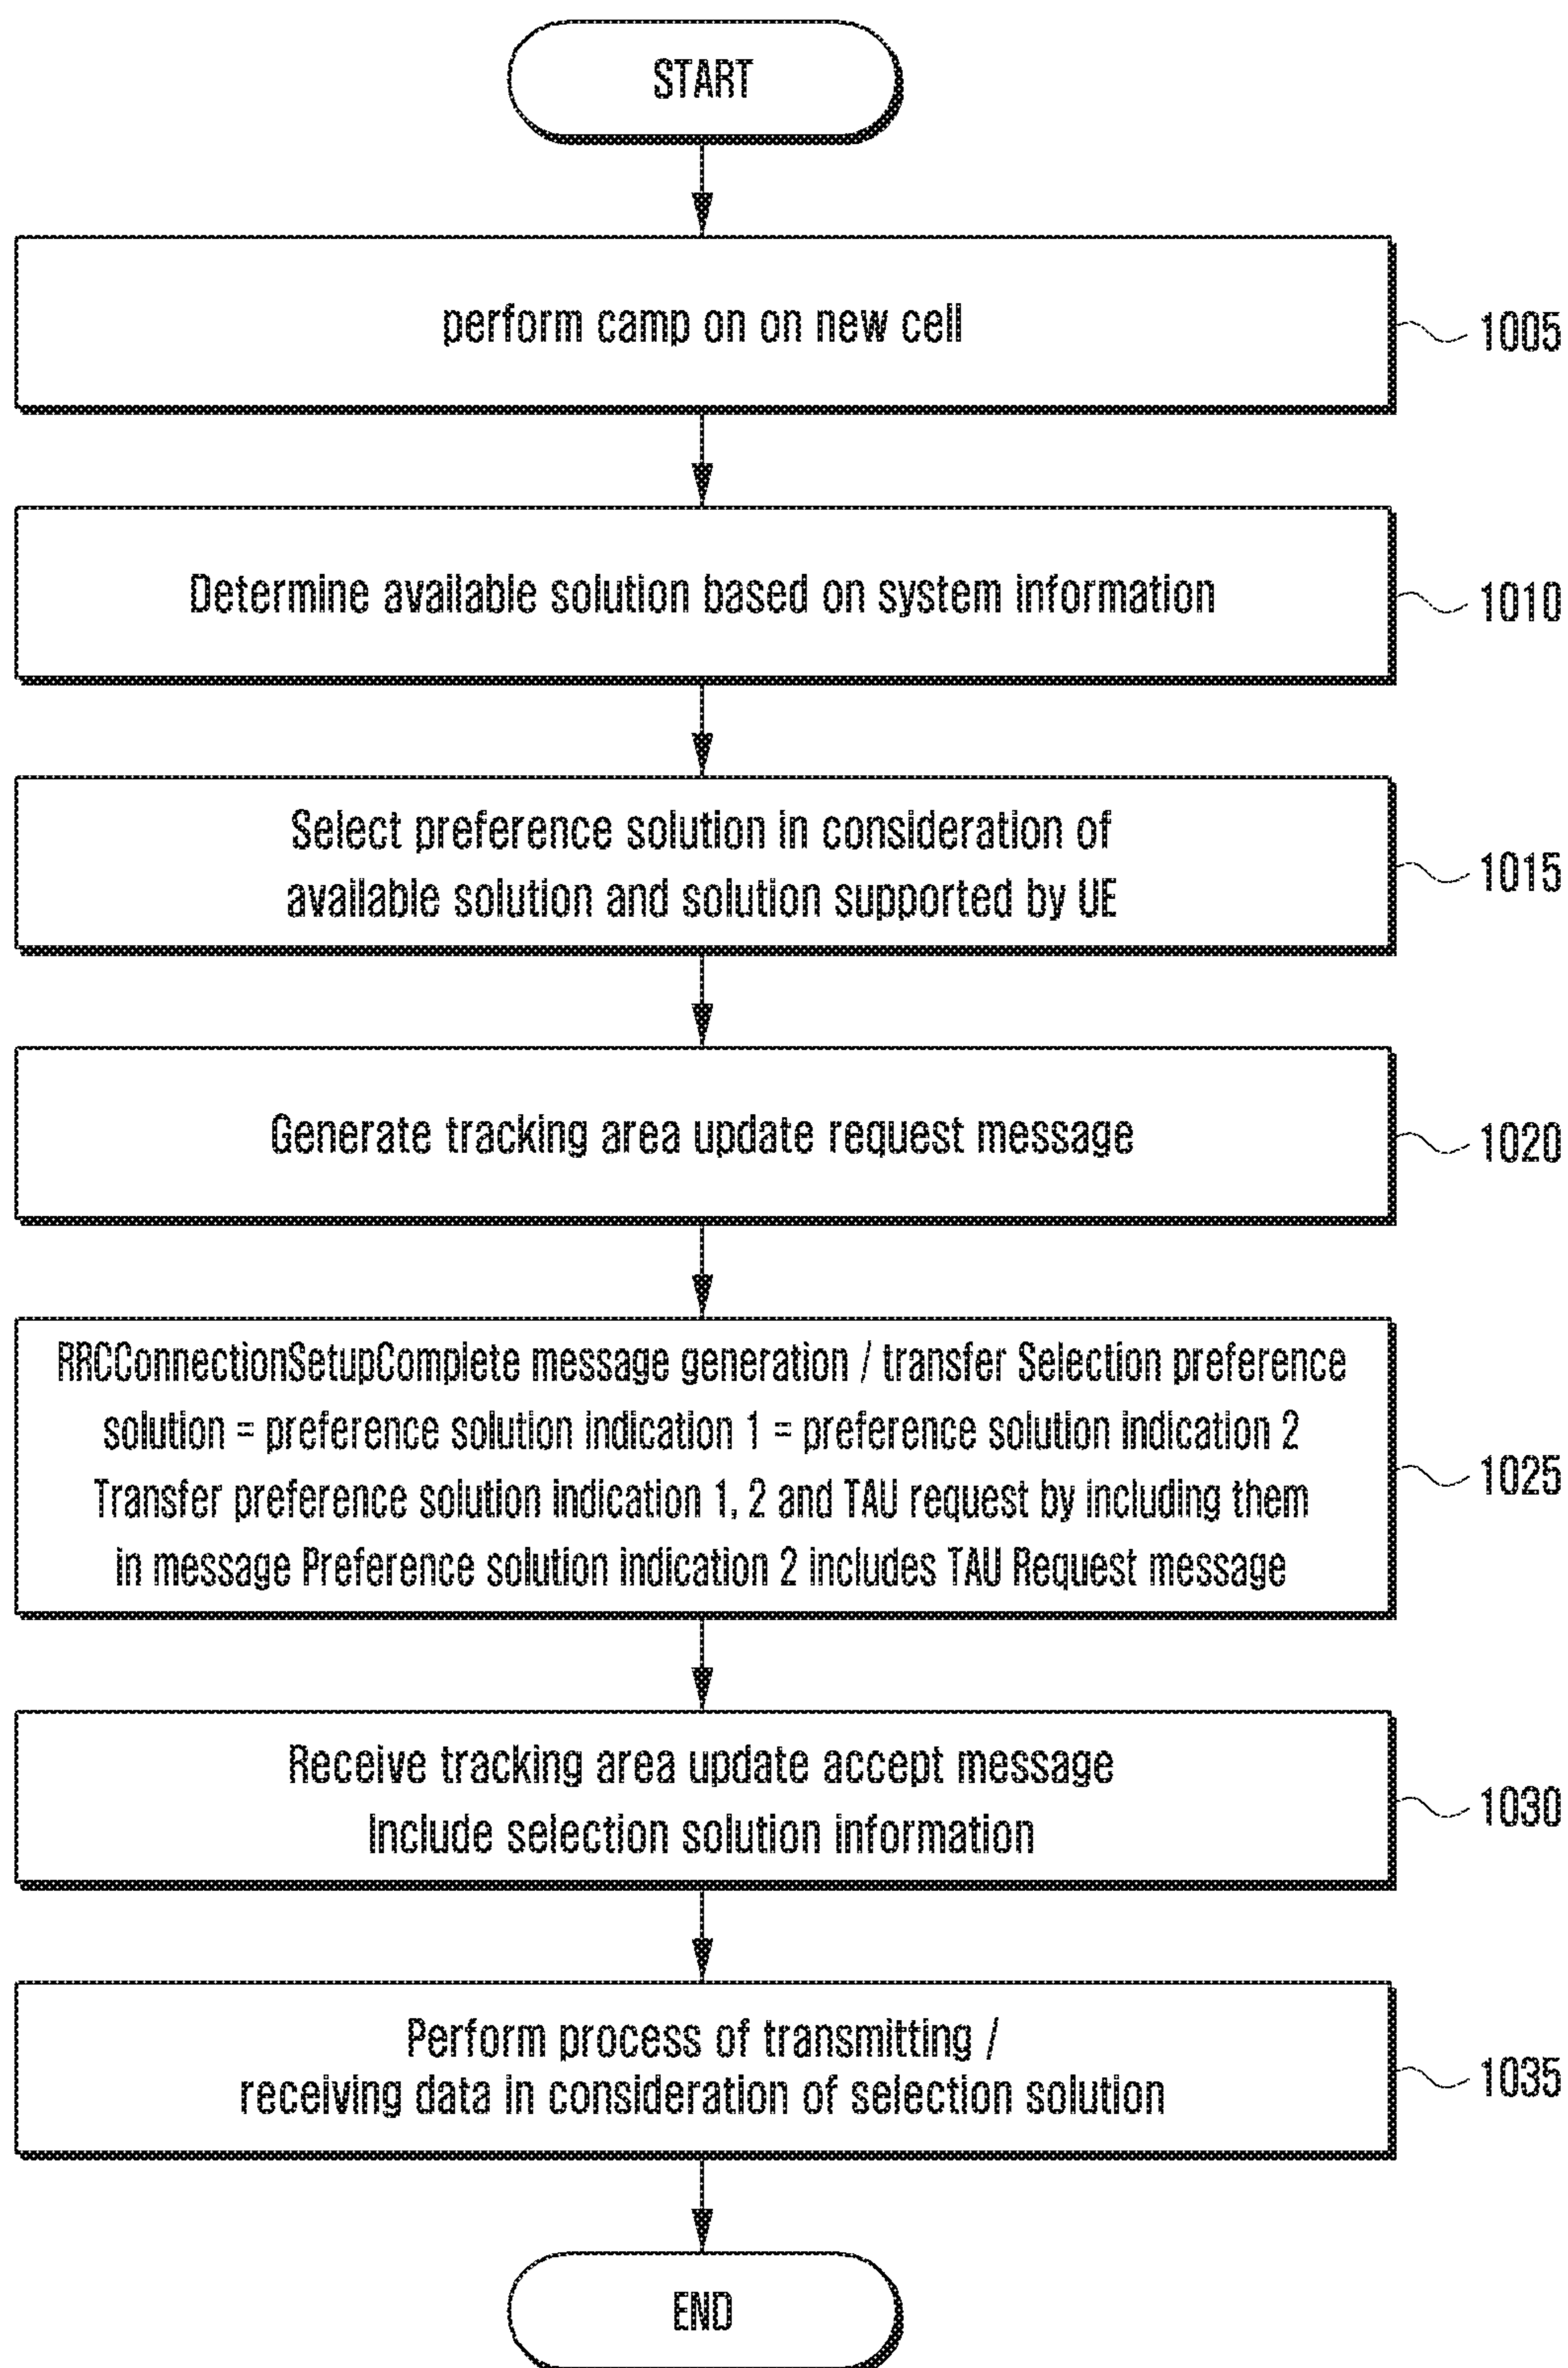 START
perform camp on on new cell
1005
Determine available solution based on system information
1010
Select preference solution in consideration of
available solution and solution supported by UE
1015
Generate tracking area update request message
1020
RRCConnectionSetupComplete message generation / transfer Selection preference
solution = preference solution indication 1 = preference solution indication 2
Transfer preference solution indication 1, 2 and TAU request by including them
in message Preference solution indication 2 includes TAU Request message
1025
Receive tracking area update accept message
Include selection solution information
1030
Perform process of transmitting /
receiving data in consideration of selection solution
1035
END